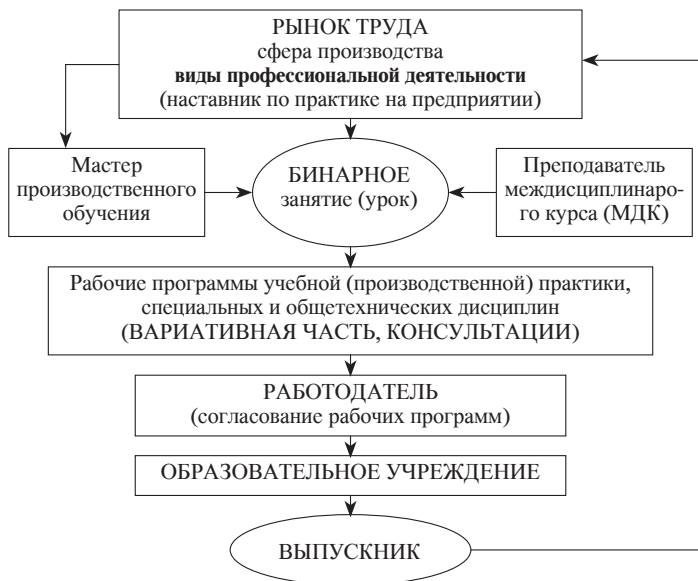 РЫНОК ТРУДА
сфера производства
виды профессиональной деятельности
(наставник по практике на предприятии)
Мастер
производственного
обучения
БИНАРНОЕ
занятие (урок)
Преподаватель
междисциплинаро-
го курса (МДК)
Рабочие программы учебной (производственной) практики,
специальных и общетехнических дисциплин
(ВАРИАТИВНАЯ ЧАСТЬ, КОНСУЛЬТАЦИИ)
РАБОТОДАТЕЛЬ
(согласование рабочих программ)
ОБРАЗОВАТЕЛЬНОЕ УЧРЕЖДЕНИЕ
ВЫПУСКНИК